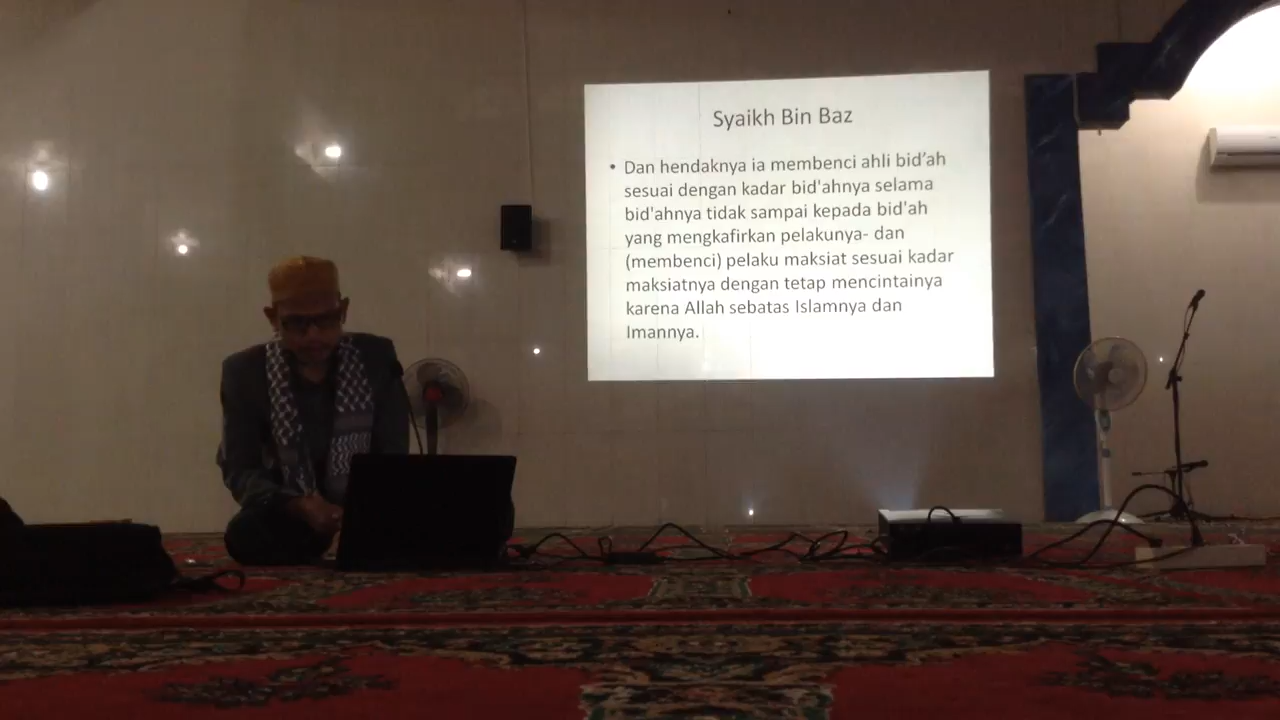 Syaikh Bin Baz
• Dan hendaknya ia membenci ahli bid’ah
sesuai dengan kadar bid'ahnya selama
bid'ahnya tidak sampai kepada bid'ah
yang mengkafirkan pelakunya- dan
(membenci) pelaku maksiat sesuai kadar
maksiatnya dengan tetap mencintainya
karena Allah sebatas Islamnya dan
Imannya.